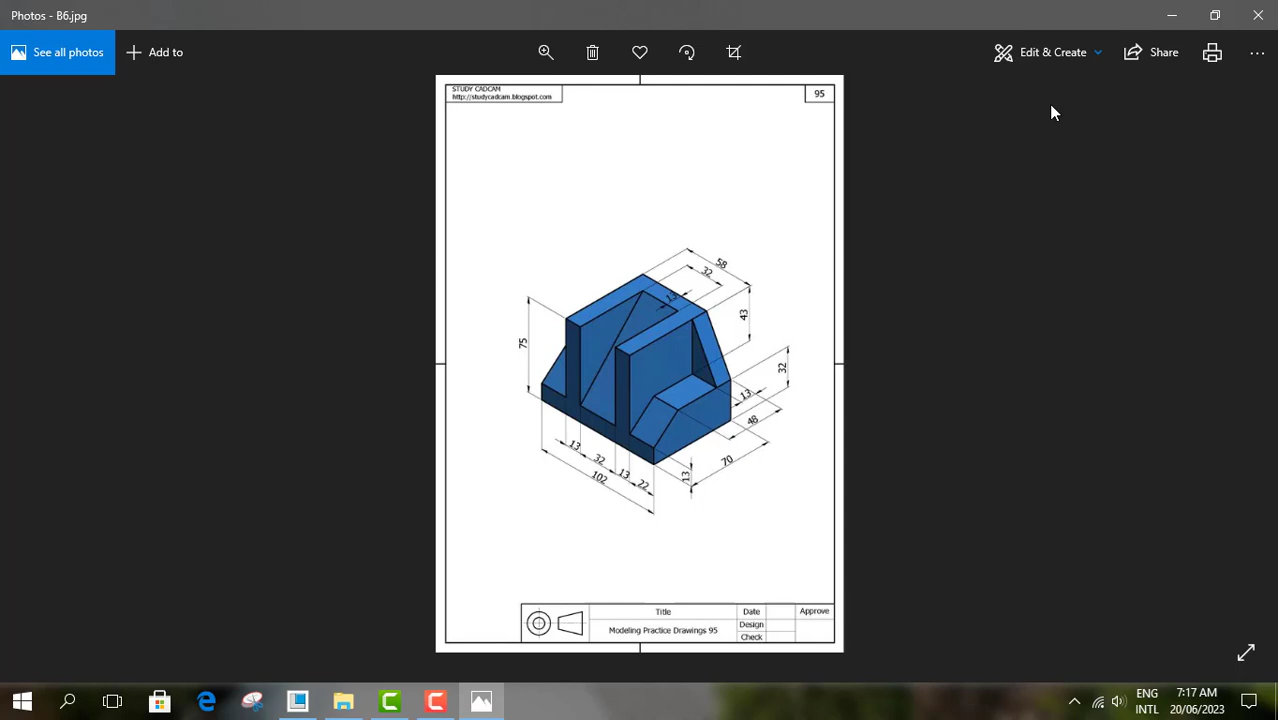 Photos - B6.jpg
See all photos
Add to
Edit & Create
Share
STUDY CADCAM
http://studycadcam.blogspot.com
95
58
32
13
43
75
32
13
48
13
32
13
22
102
13
70
Title
Date
Approve
Modeling Practice Drawings 95
Design
Check
ENG
INTL
7:17 AM
20/06/2023